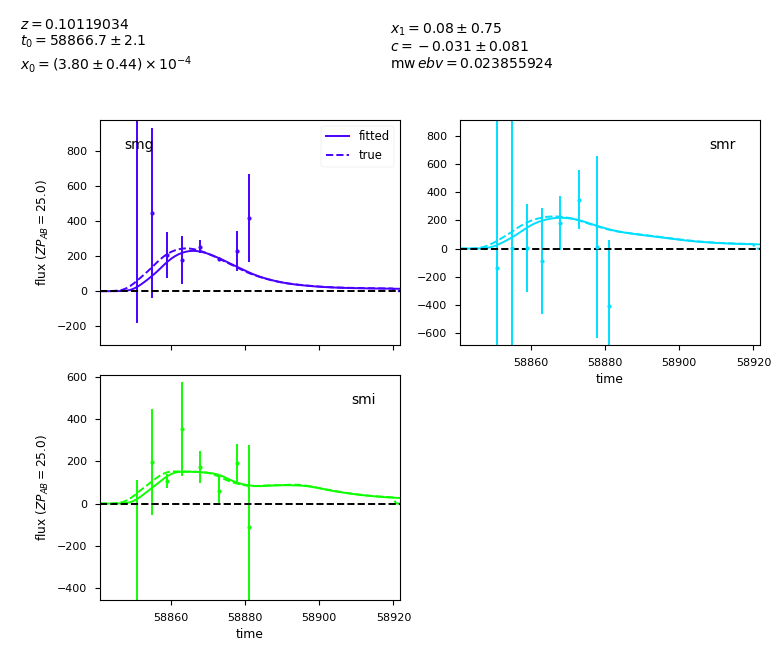 z = 0.10119034
t₀ = 58866.7 ± 2.1
x₀ = (3.80 ± 0.44) × 10⁻⁴
x₁ = 0.08 ± 0.75
c = −0.031 ± 0.081
mw ebv = 0.023855924
smg
fitted
true
800
600
400
200
0
−200
flux (ZP_AB = 25.0)
smr
800
600
400
200
0
−200
−400
−600
58860 58880 58900 58920
time
smi
600
400
200
0
−200
−400
flux (ZP_AB = 25.0)
58860 58880 58900 58920
time